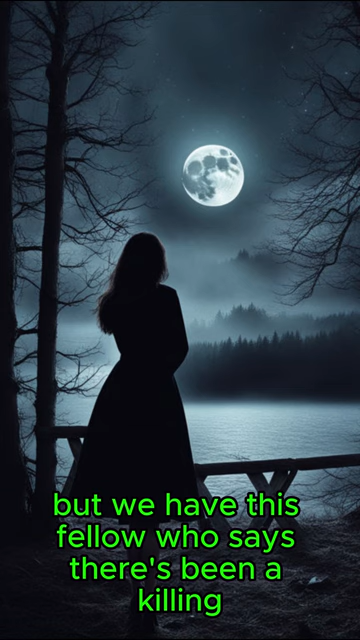 but we have this
fellow who says
there's been a
killing